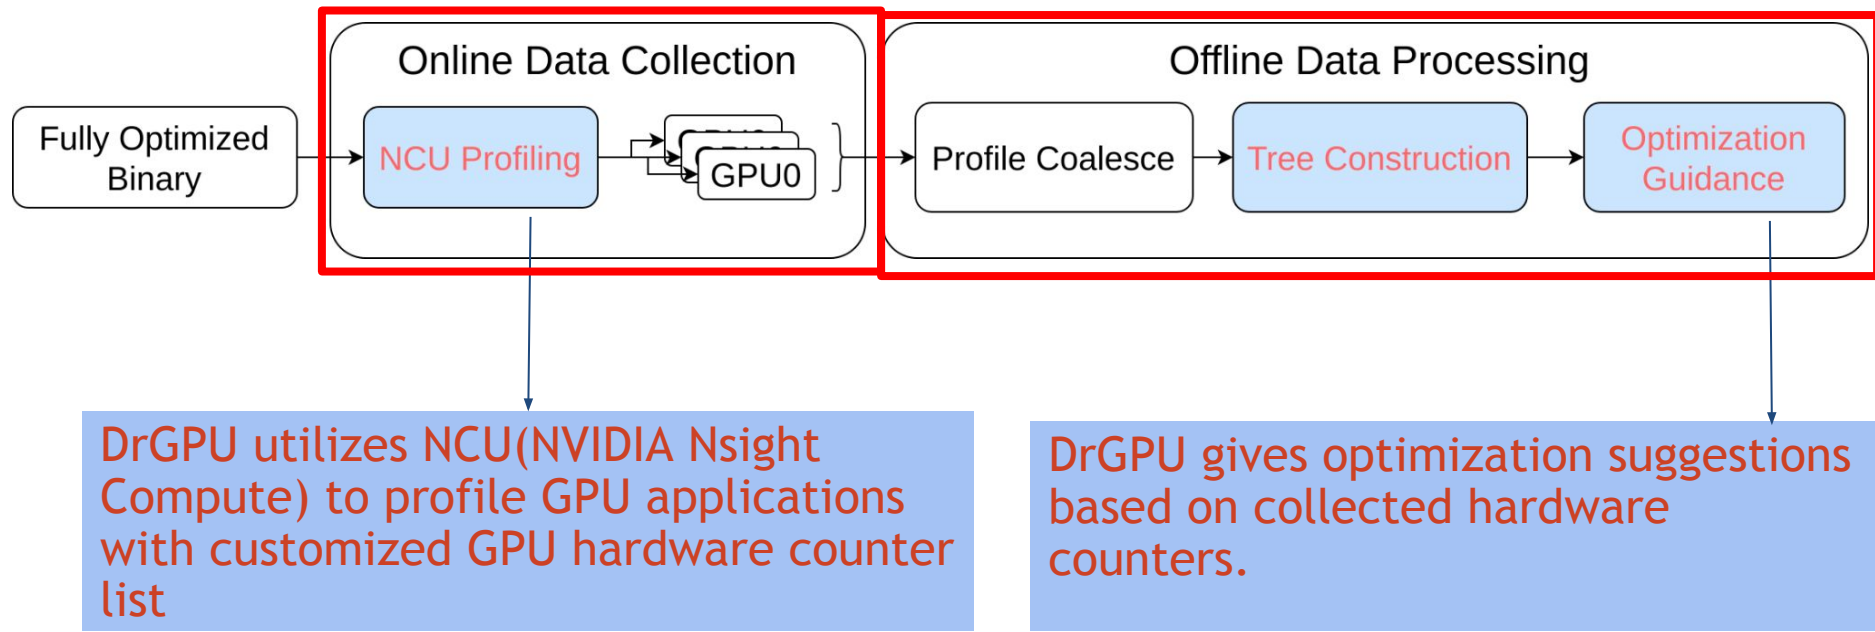 Online Data Collection
Offline Data Processing
Fully Optimized
Binary
NCU Profiling
GPU0
Profile Coalesce
Tree Construction
Optimization
Guidance
DrGPU utilizes NCU(NVIDIA Nsight
Compute) to profile GPU applications
with customized GPU hardware counter
list
DrGPU gives optimization suggestions
based on collected hardware
counters.